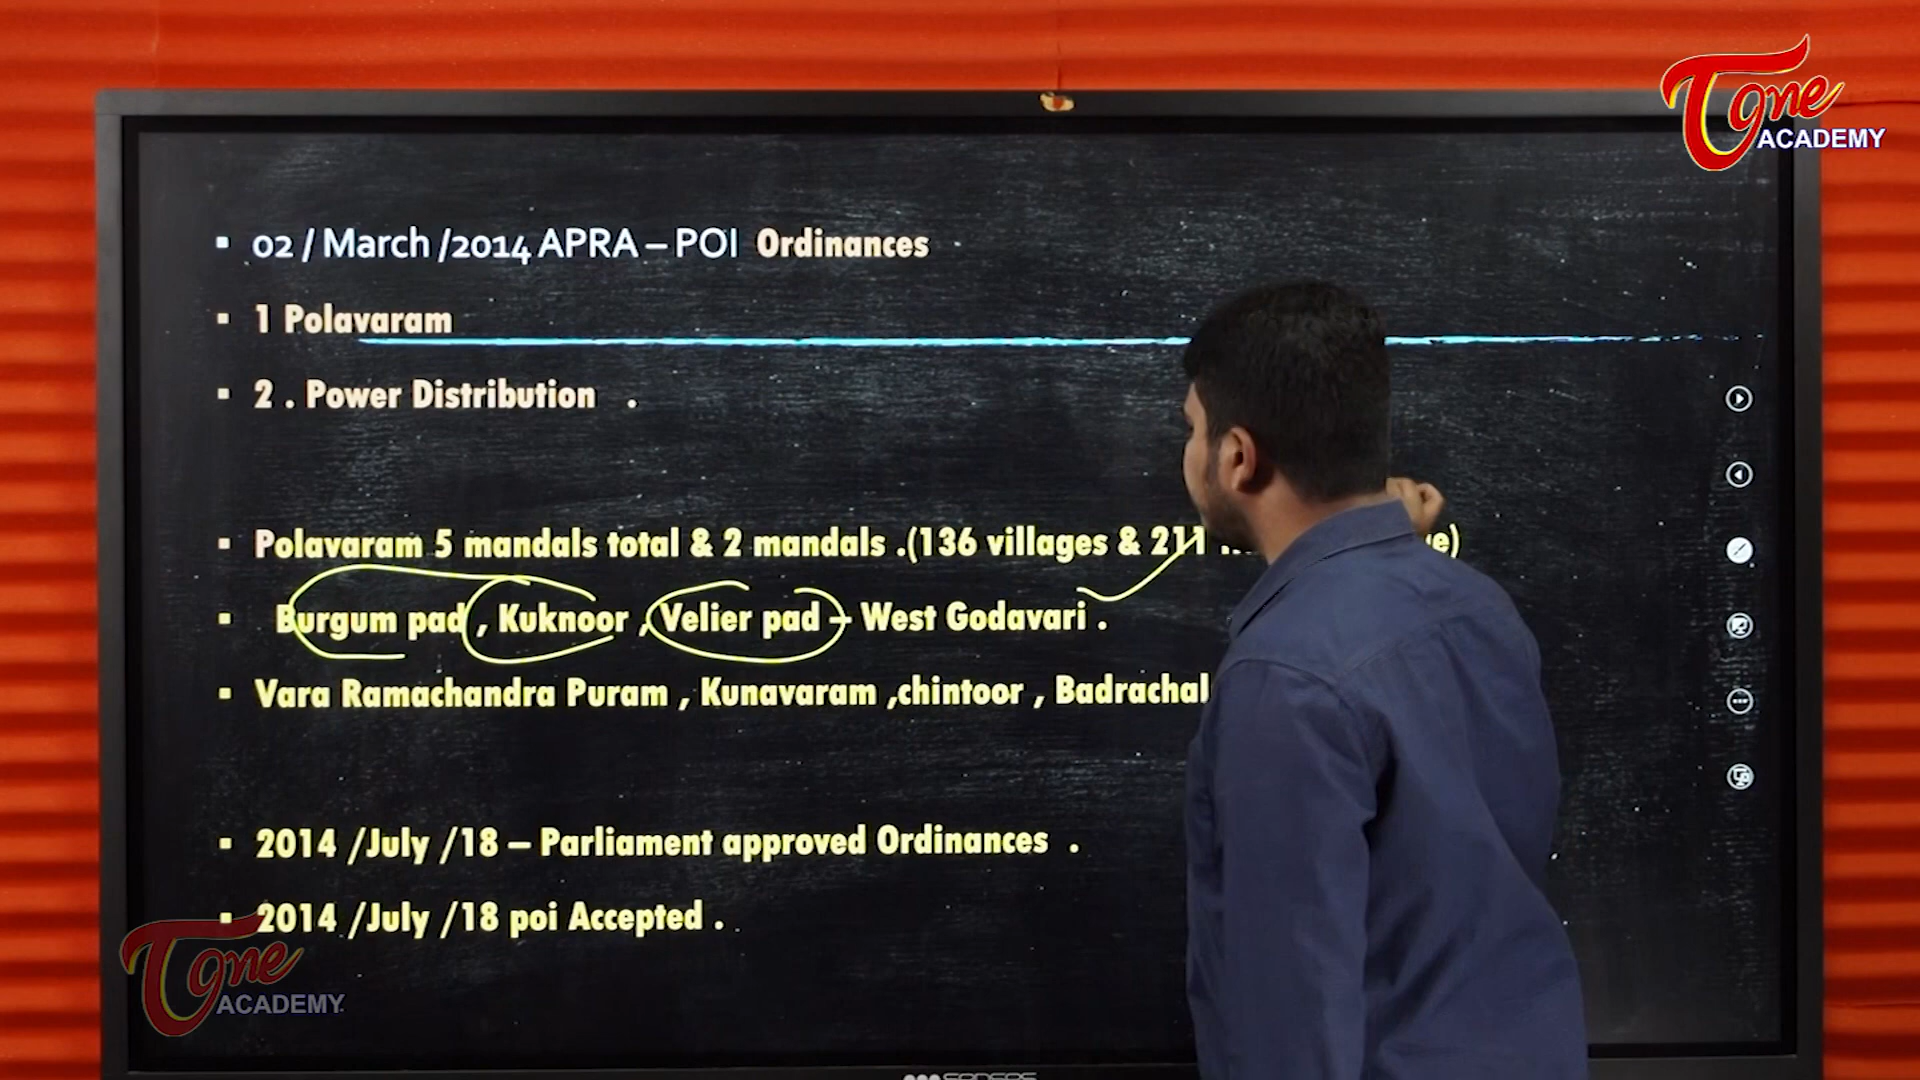 Tone
ACADEMY
▪ 02 / March /2014 APRA – POI Ordinances
▪ 1 Polavaram
▪ 2 . Power Distribution .
▪ Polavaram 5 mandals total & 2 mandals .(136 villages & 211
▪ Burgum pad , Kuknoor , Velier pad – West Godavari .
▪ Vara Ramachandra Puram , Kunavaram ,chintoor , Badrachal
▪ 2014 /July /18 – Parliament approved Ordinances .
▪ 2014 /July /18 poi Accepted .
Tone
ACADEMY